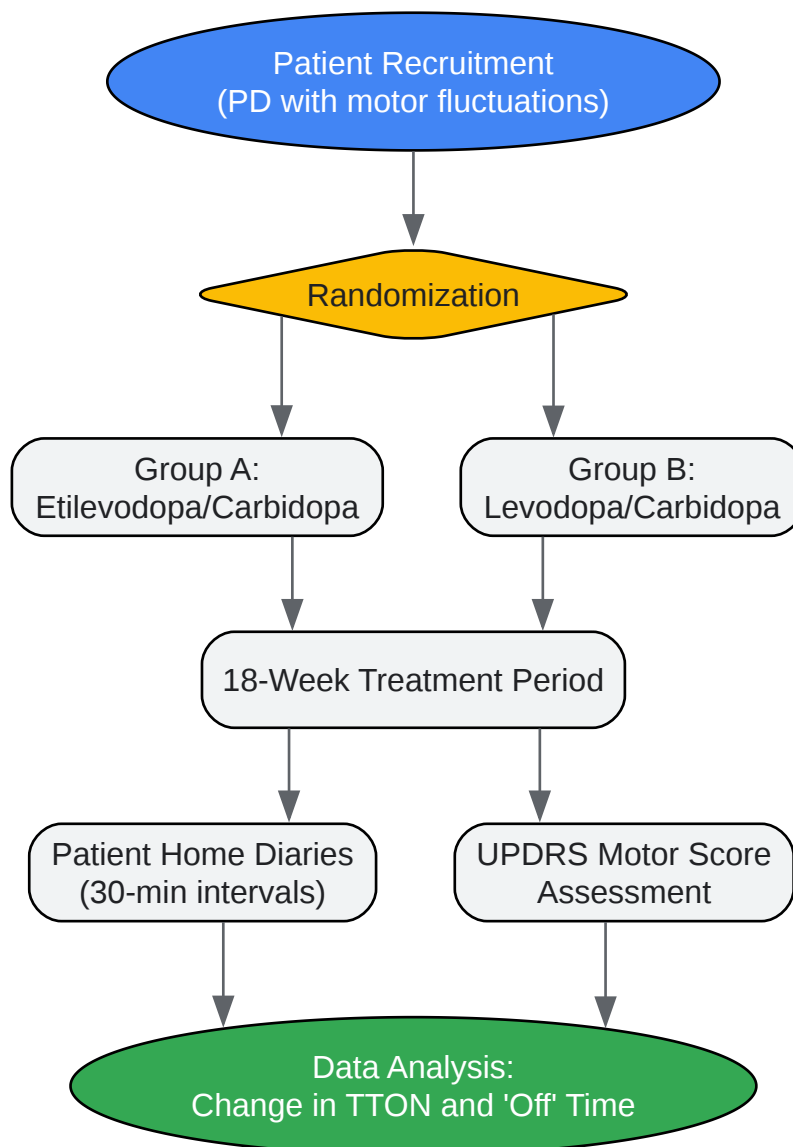 Patient Recruitment
(PD with motor fluctuations)
Randomization
Group A:
Etilevodopa/Carbidopa
Group B:
Levodopa/Carbidopa
18-Week Treatment Period
Patient Home Diaries
(30-min intervals)
UPDRS Motor Score
Assessment
Data Analysis:
Change in TTON and 'Off' Time